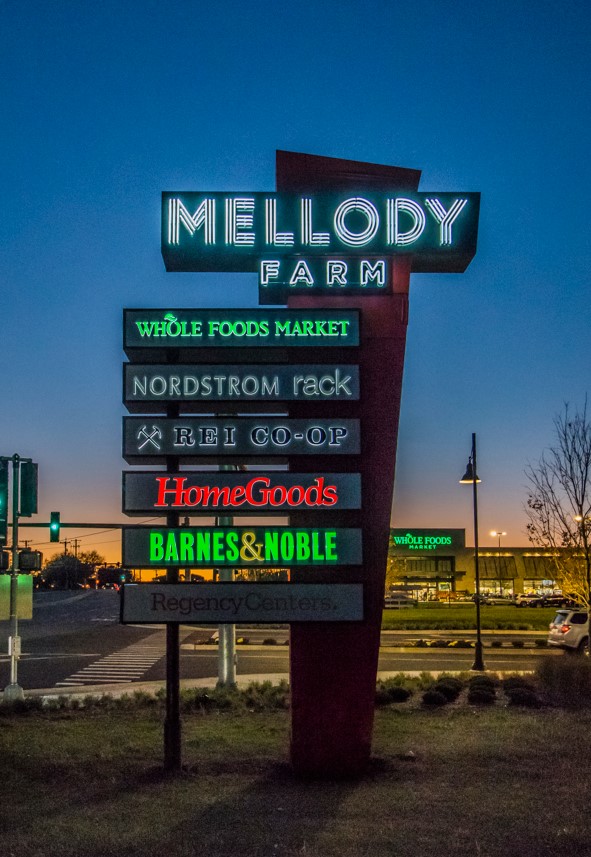 MELLODY
FARM
WHOLE FOODS MARKET
NORDSTROM rack
REI CO-OP
HomeGoods
BARNES&NOBLE
RegencyCenters.
WHOLE FOODS
MARKET